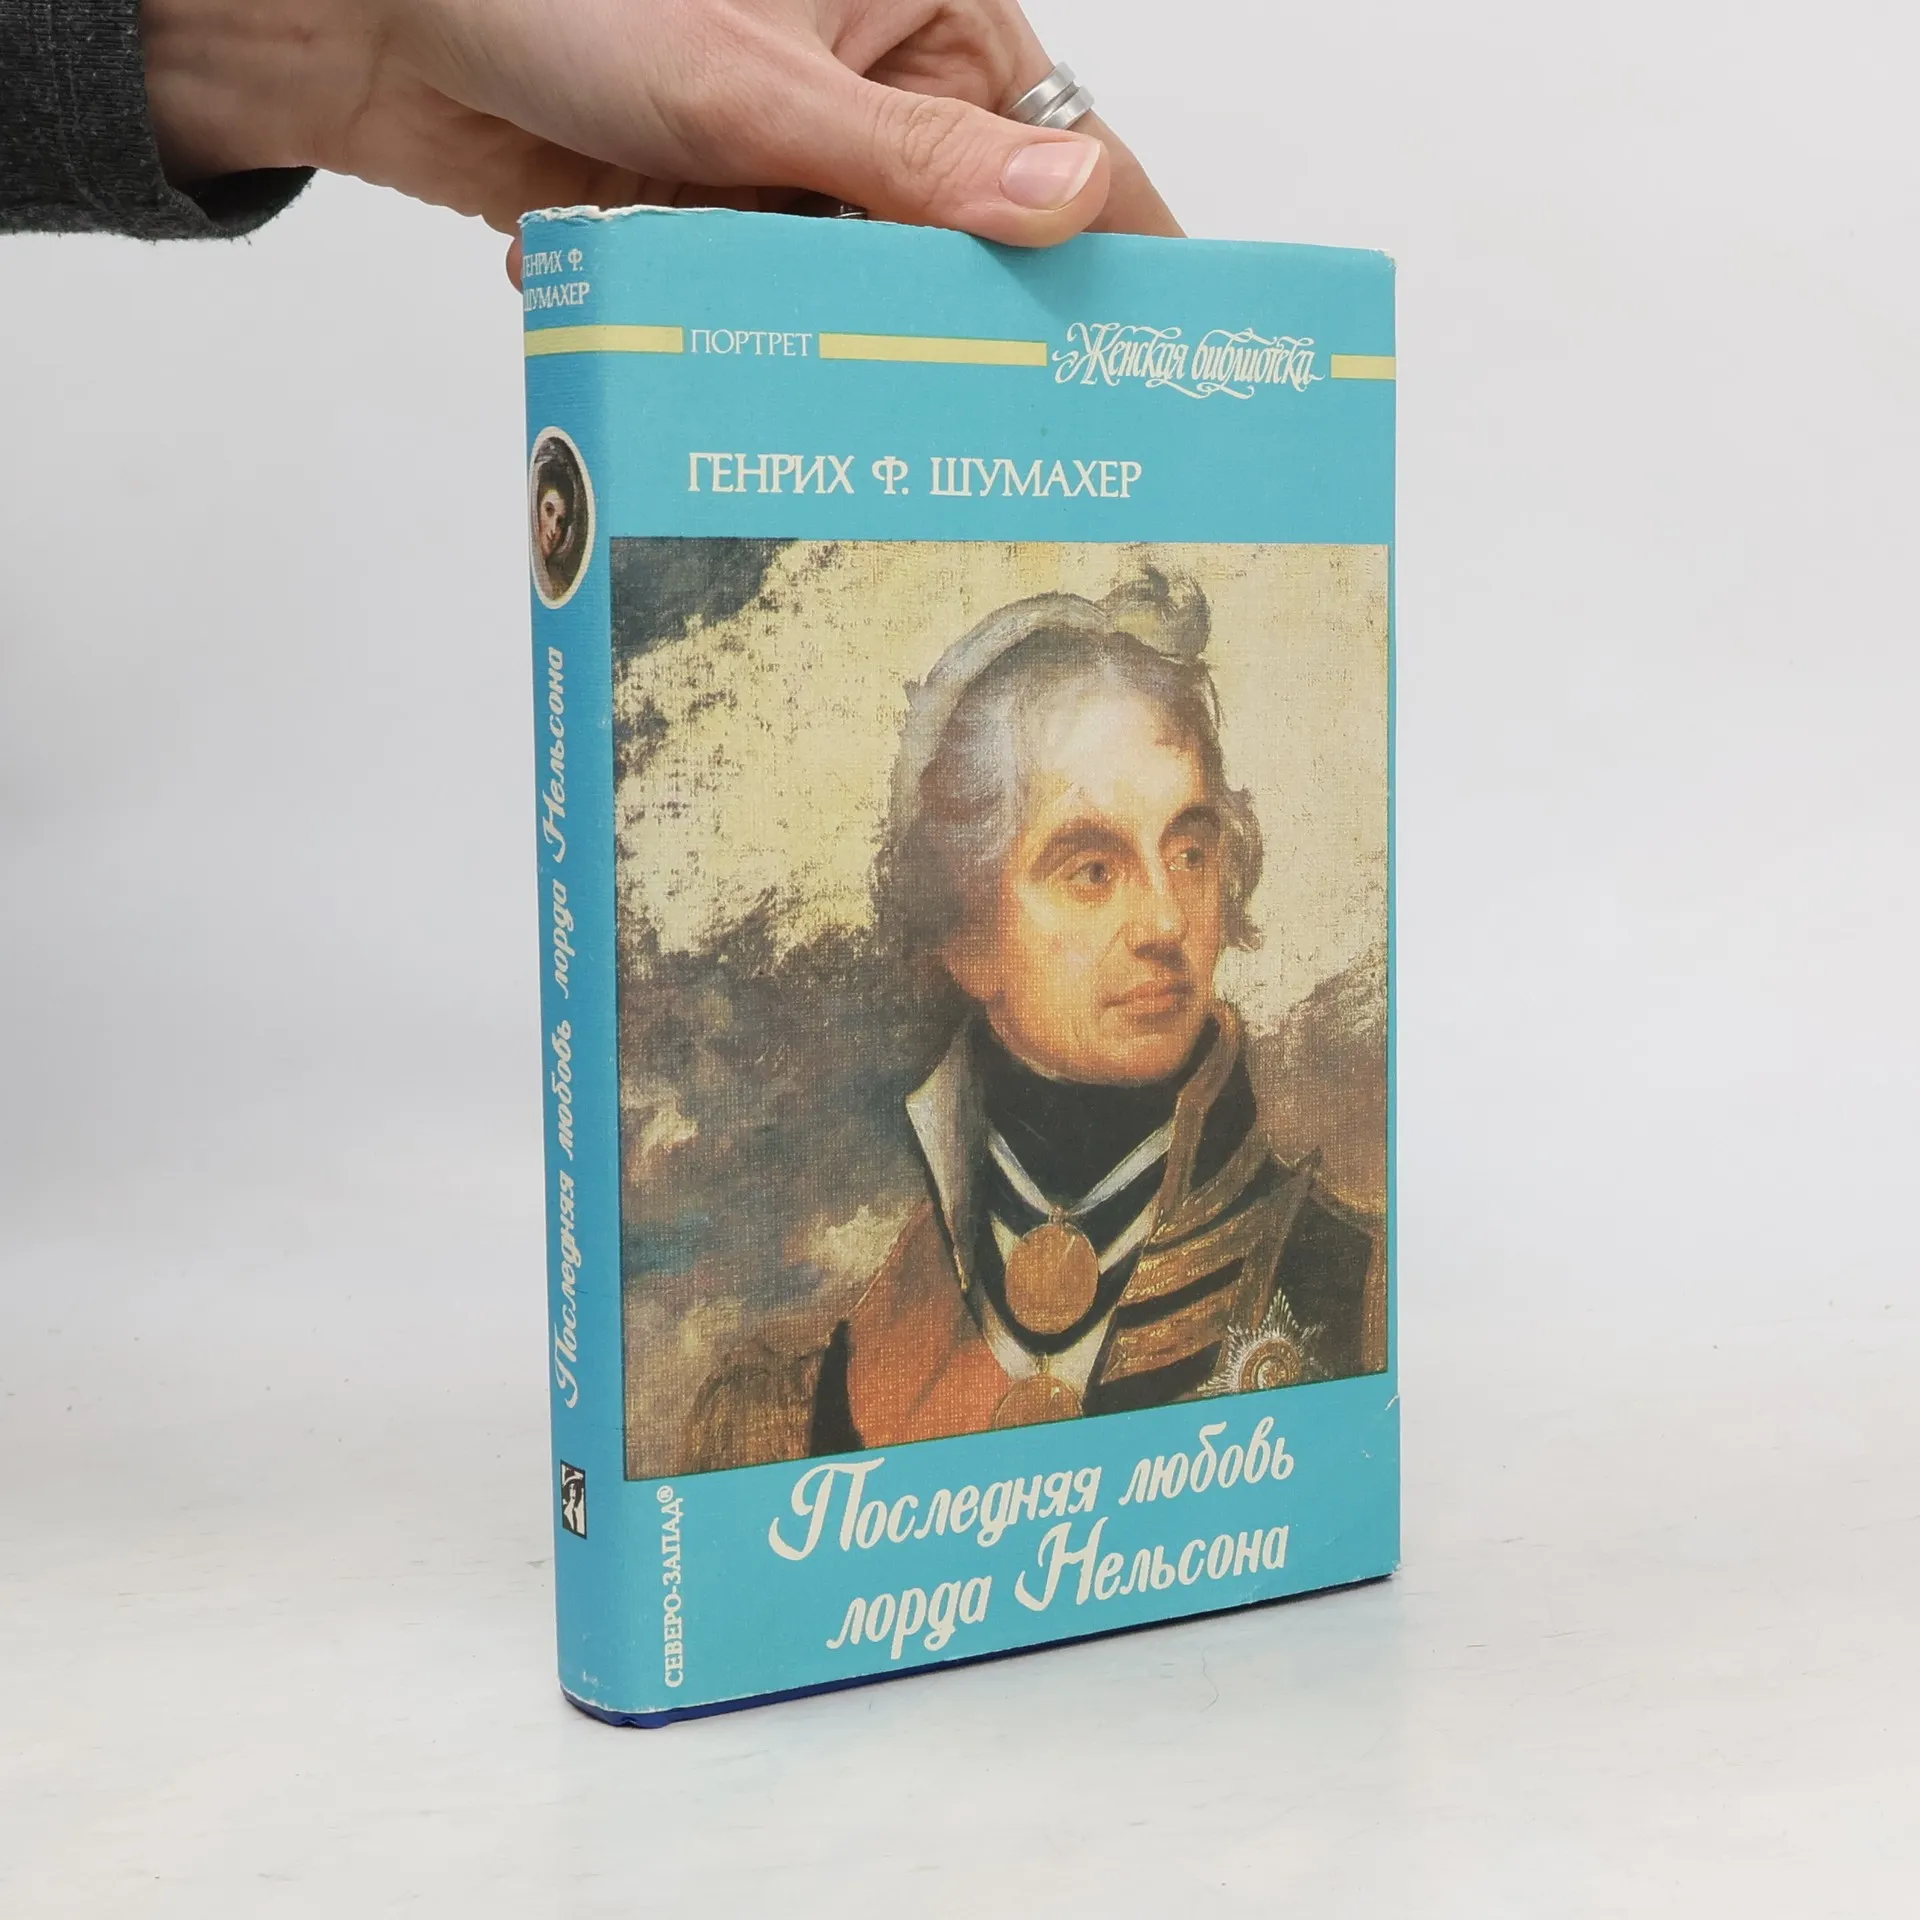 ГЕНРИХ Ф.
ШУМАХЕР
Последняя любовь лорда Нельсона
ПОРТРЕТ
Женская библиотека
ГЕНРИХ Ф. ШУМАХЕР
Последняя любовь
лорда Нельсона
СЕВЕРО-ЗАПАД®